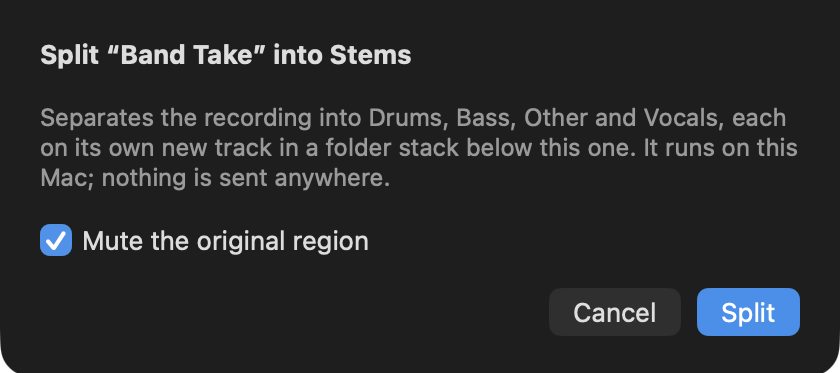 Split “Band Take” into Stems
Separates the recording into Drums, Bass, Other and Vocals, each
on its own new track in a folder stack below this one. It runs on this
Mac; nothing is sent anywhere.
Mute the original region
Cancel
Split